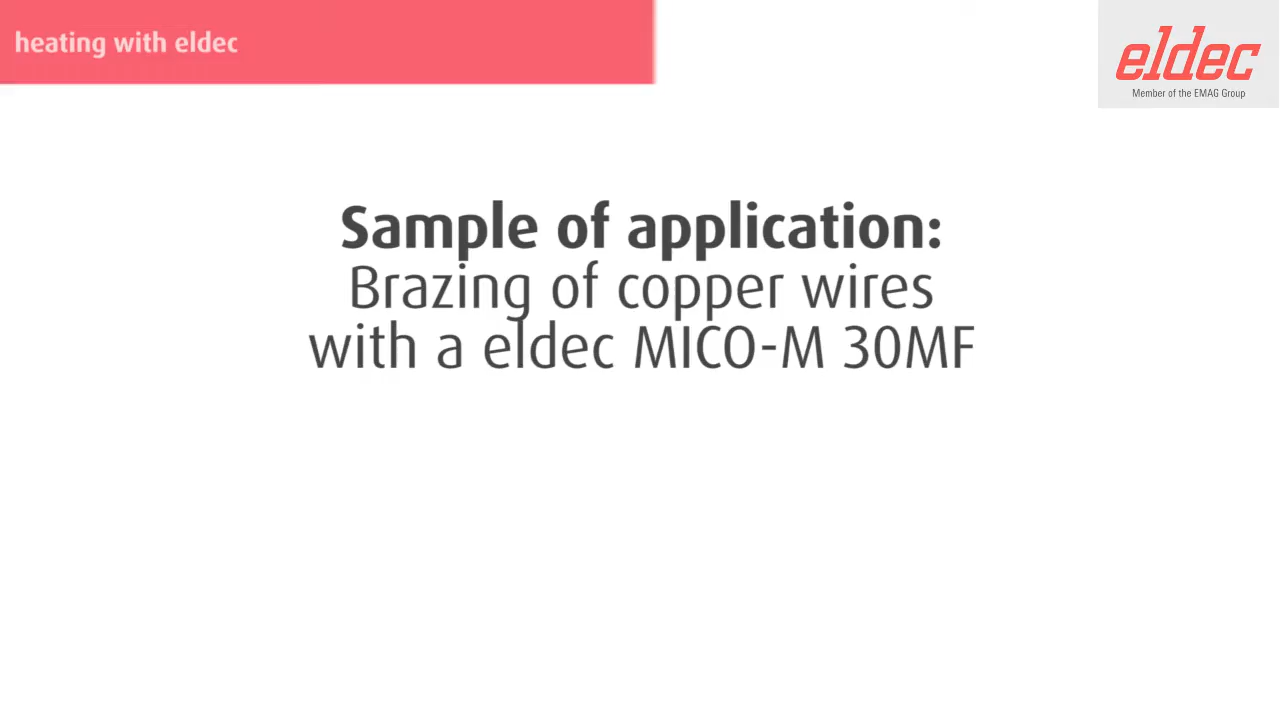 heating with eldec
eldec
Member of the EMAG Group
Sample of application:
Brazing of copper wires
with a eldec MICO-M 30MF